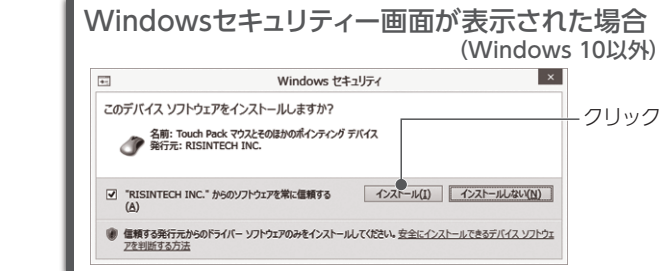 Windowsセキュリティー画面が表示された場合
(Windows 10以外)
Windows セキュリティ
このデバイス ソフトウェアをインストールしますか?
名前: Touch Pack マウスとそのほかのポインティング デバイス
発行元: RISINTECH INC.
クリック
"RISINTECH INC." からのソフトウェアを常に信頼する
(A)
インストール(I)
インストールしない(N)
信頼する発行元からのドライバー ソフトウェアのみをインストールしてください。安全にインストールできるデバイス ソフトウェ
アを判断する方法